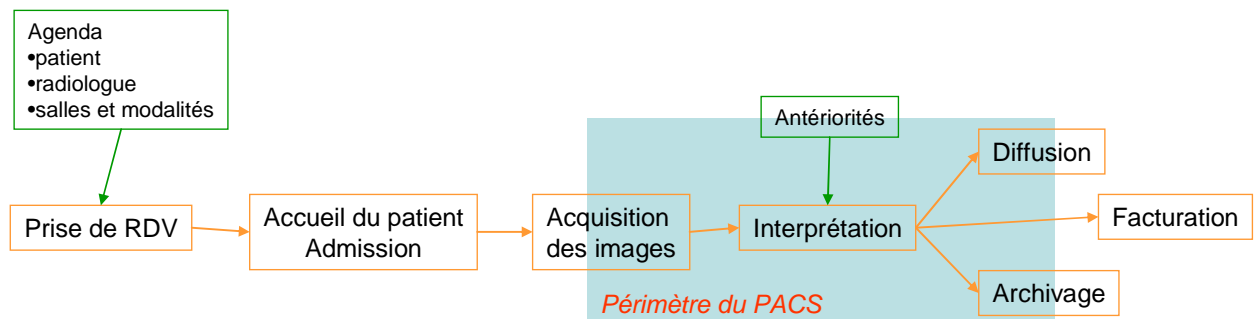 Agenda
•patient
•radiologue
•salles et modalités
Antériorités
Diffusion
Prise de RDV
Accueil du patient
Admission
Acquisition
des images
Interprétation
Facturation
Archivage
Périmètre du PACS